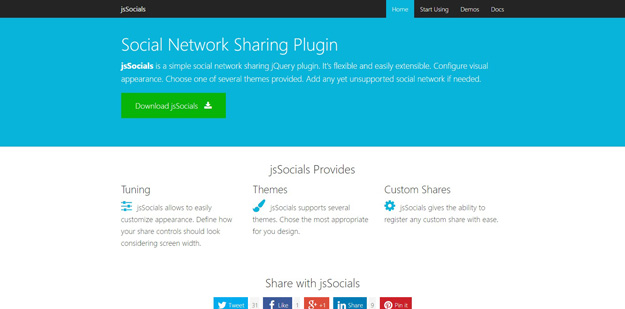 jsSocials Home Start Using Demos Docs
Social Network Sharing Plugin
jsSocials is a simple social network sharing jQuery plugin. It's flexible and easily extensible. Configure visual
appearance. Choose one of several themes provided. Add any yet unsupported social network if needed.
Download jsSocials
jsSocials Provides
Tuning
jsSocials allows to easily
customize appearance. Define how
your share controls should look
considering screen width.
Themes
jsSocials supports several
themes. Chose the most appropriate
for you design.
Custom Shares
jsSocials gives the ability to
register any custom share with ease.
Share with jsSocials
Tweet 31 Like 1 g+ +1 in Share 9 Pin it